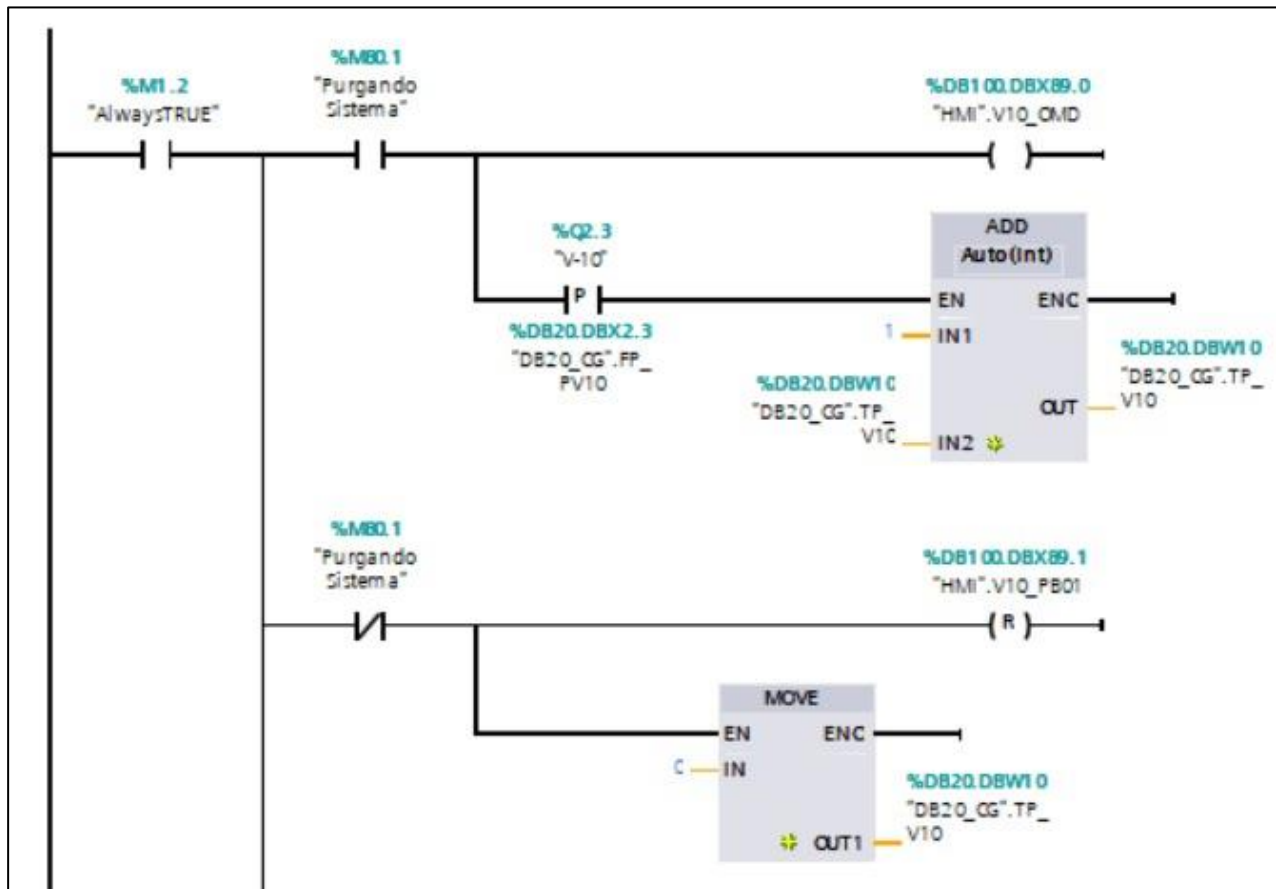 %M1.2
"AlwaysTRUE"
%M80.1
"Purgando
Sistema"
%DB100.DBX89.0
"HMI".V10_OMD
%Q2.3
"V-10"
P
%DB20.DBX2.3
"DB20_CG".FP_
PV10
ADD
Auto(Int)
EN
ENO
1
IN1
%DB20.DBW10
"DB20_CG".TP_
V10
IN2
OUT
%DB20.DBW10
"DB20_CG".TP_
V10
%M80.1
"Purgando
Sistema"
%DB100.DBX89.1
"HMI".V10_PB01
R
MOVE
EN
ENO
0
IN
OUT1
%DB20.DBW10
"DB20_CG".TP_
V10